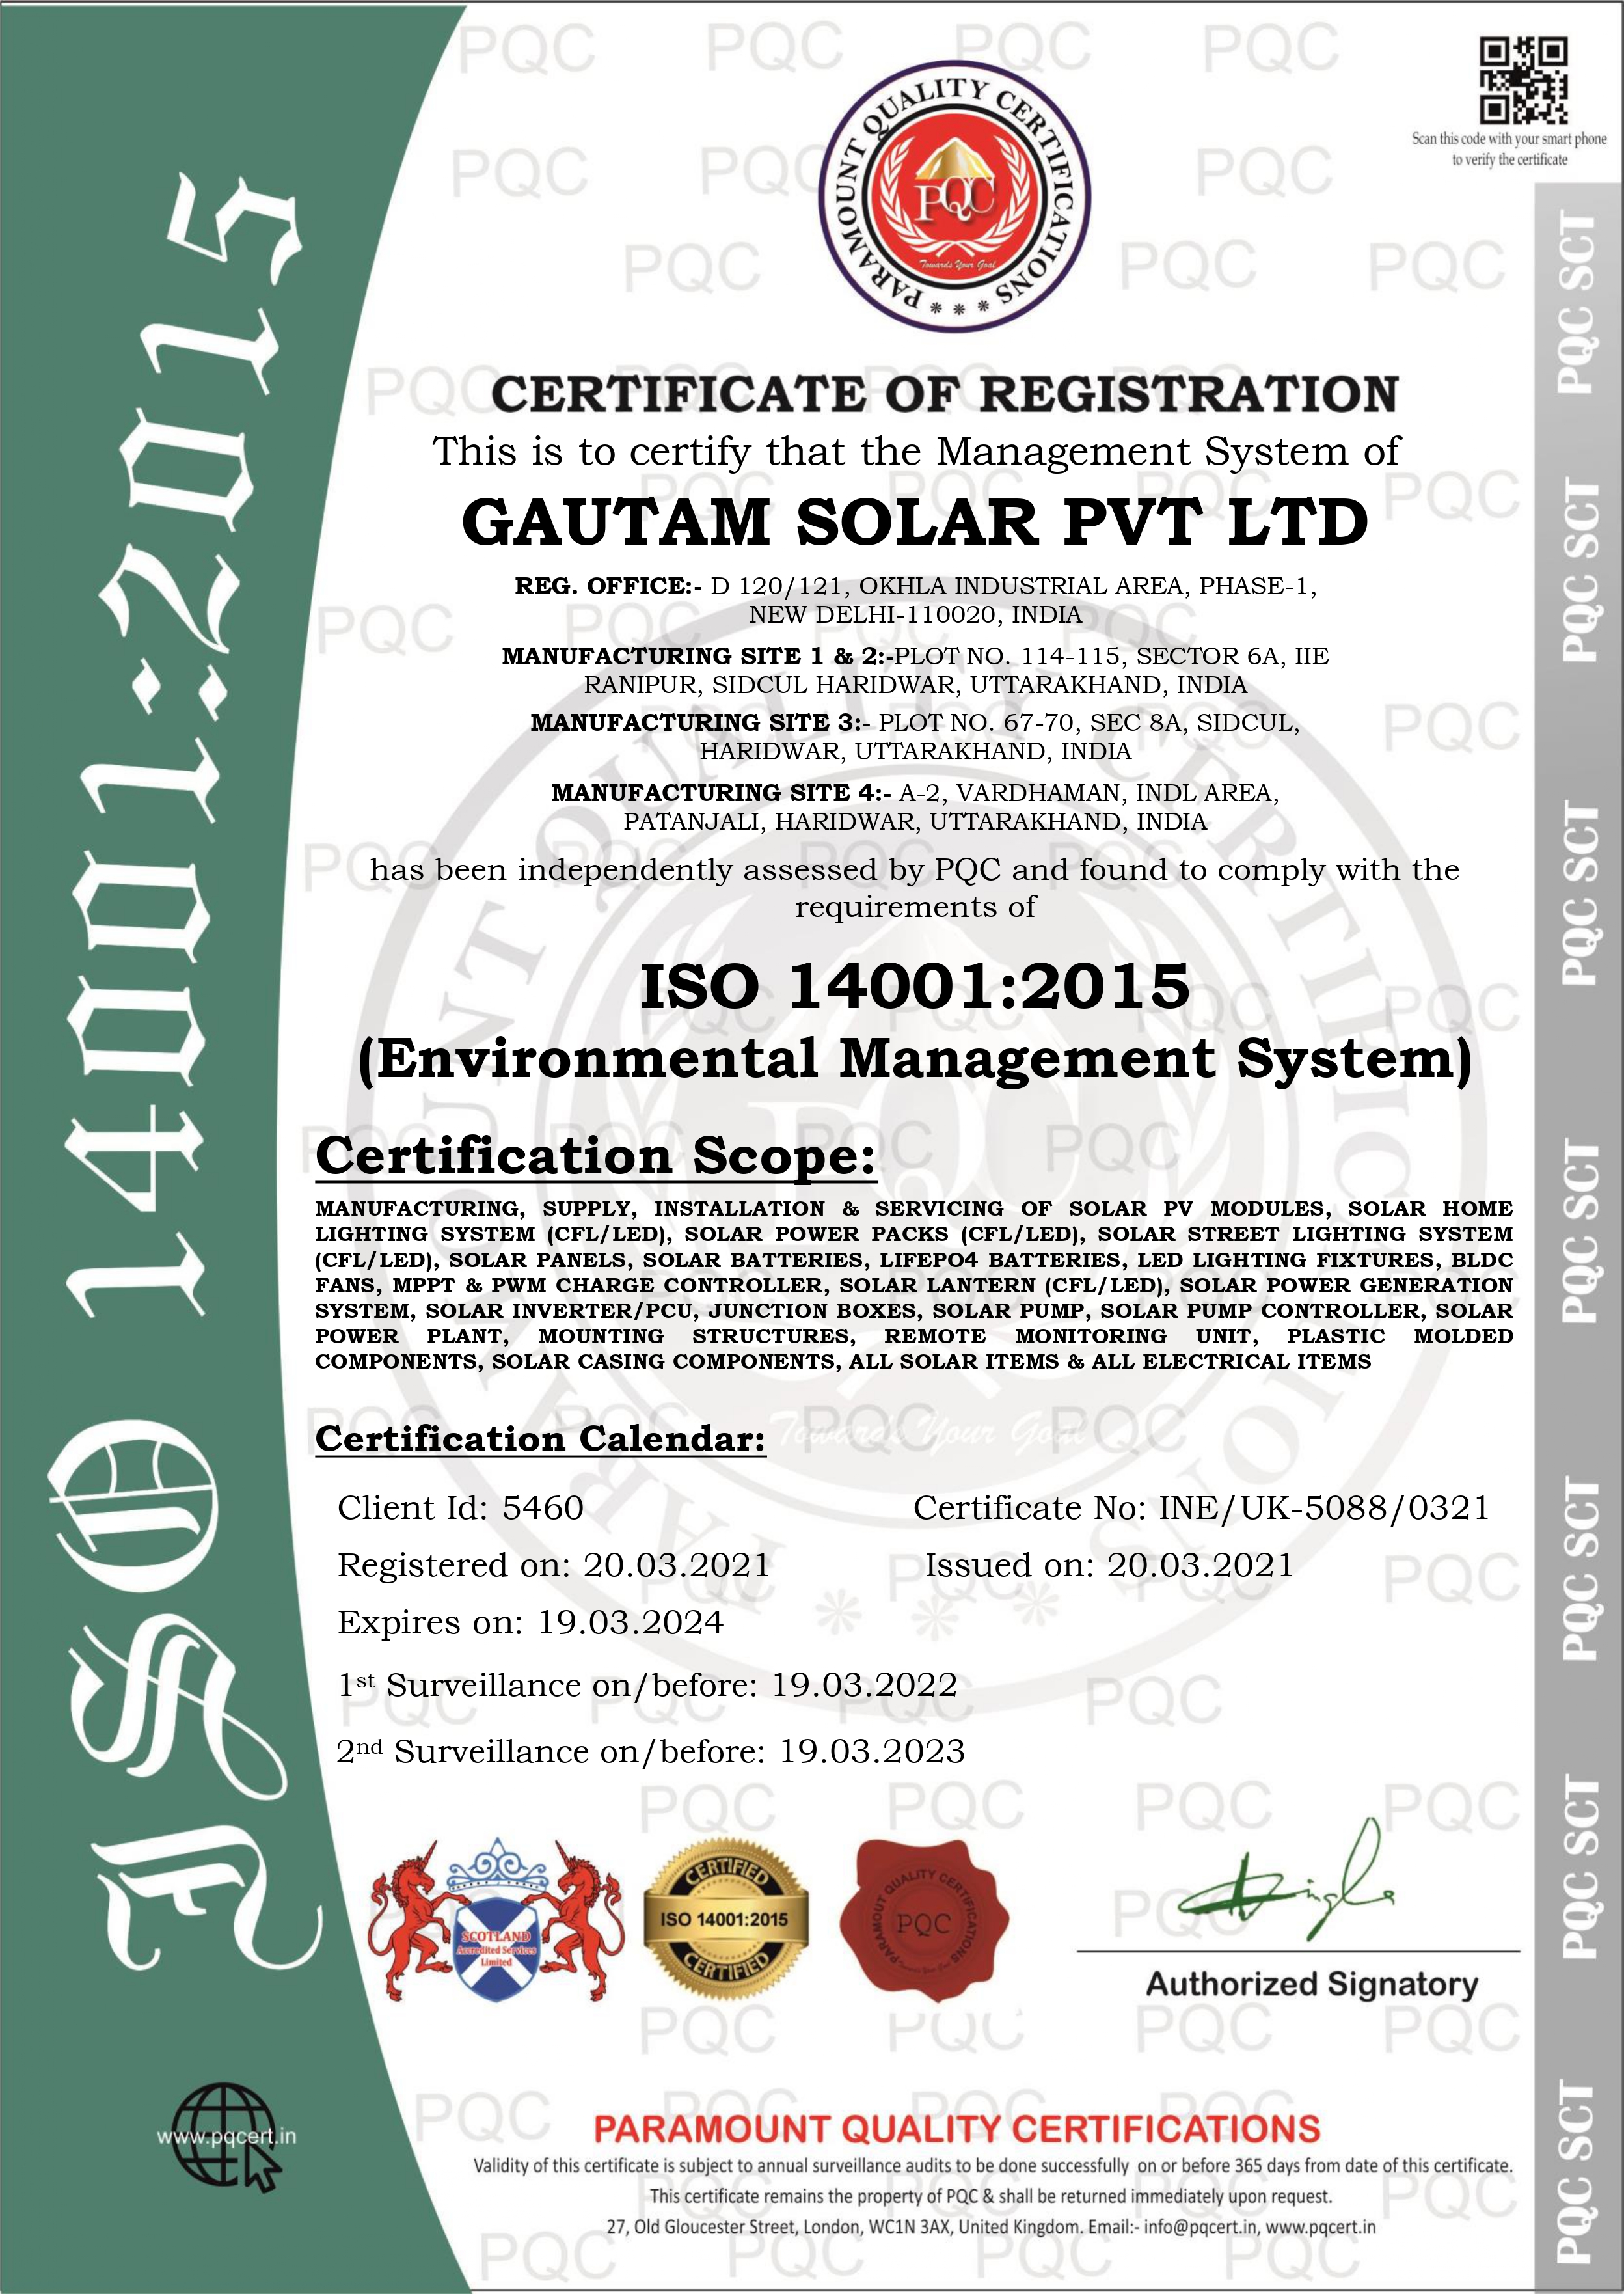 ISO 14001:2015
PARAMOUNT QUALITY CERTIFICATIONS
PQC
Towards Your Goal
Scan this code with your smart phone
to verify the certificate
CERTIFICATE OF REGISTRATION
This is to certify that the Management System of
GAUTAM SOLAR PVT LTD
REG. OFFICE:- D 120/121, OKHLA INDUSTRIAL AREA, PHASE-1,
NEW DELHI-110020, INDIA
MANUFACTURING SITE 1 & 2:-PLOT NO. 114-115, SECTOR 6A, IIE
RANIPUR, SIDCUL HARIDWAR, UTTARAKHAND, INDIA
MANUFACTURING SITE 3:- PLOT NO. 67-70, SEC 8A, SIDCUL,
HARIDWAR, UTTARAKHAND, INDIA
MANUFACTURING SITE 4:- A-2, VARDHAMAN, INDL AREA,
PATANJALI, HARIDWAR, UTTARAKHAND, INDIA
has been independently assessed by PQC and found to comply with the
requirements of
ISO 14001:2015
(Environmental Management System)
Certification Scope:
MANUFACTURING, SUPPLY, INSTALLATION & SERVICING OF SOLAR PV MODULES, SOLAR HOME
LIGHTING SYSTEM (CFL/LED), SOLAR POWER PACKS (CFL/LED), SOLAR STREET LIGHTING SYSTEM
(CFL/LED), SOLAR PANELS, SOLAR BATTERIES, LIFEPO4 BATTERIES, LED LIGHTING FIXTURES, BLDC
FANS, MPPT & PWM CHARGE CONTROLLER, SOLAR LANTERN (CFL/LED), SOLAR POWER GENERATION
SYSTEM, SOLAR INVERTER/PCU, JUNCTION BOXES, SOLAR PUMP, SOLAR PUMP CONTROLLER, SOLAR
POWER PLANT, MOUNTING STRUCTURES, REMOTE MONITORING UNIT, PLASTIC MOLDED
COMPONENTS, SOLAR CASING COMPONENTS, ALL SOLAR ITEMS & ALL ELECTRICAL ITEMS
Certification Calendar:
Client Id: 5460
Certificate No: INE/UK-5088/0321
Registered on: 20.03.2021
Issued on: 20.03.2021
Expires on: 19.03.2024
1st Surveillance on/before: 19.03.2022
2nd Surveillance on/before: 19.03.2023
SCOTLAND
Accredited Services
Limited
CERTIFIED
ISO 14001:2015
CERTIFIED
PARAMOUT QUALITY CERTIFICATIONS
PQC
Authorized Signatory
www.pqcert.in
PARAMOUNT QUALITY CERTIFICATIONS
Validity of this certificate is subject to annual surveillance audits to be done successfully on or before 365 days from date of this certificate.
This certificate remains the property of PQC & shall be returned immediately upon request.
27, Old Gloucester Street, London, WC1N 3AX, United Kingdom. Email:- info@pqcert.in, www.pqcert.in
PQC SCT
PQC SCT
PQC SCT
PQC SCT
PQC SCT
PQC SCT
PQC SCT